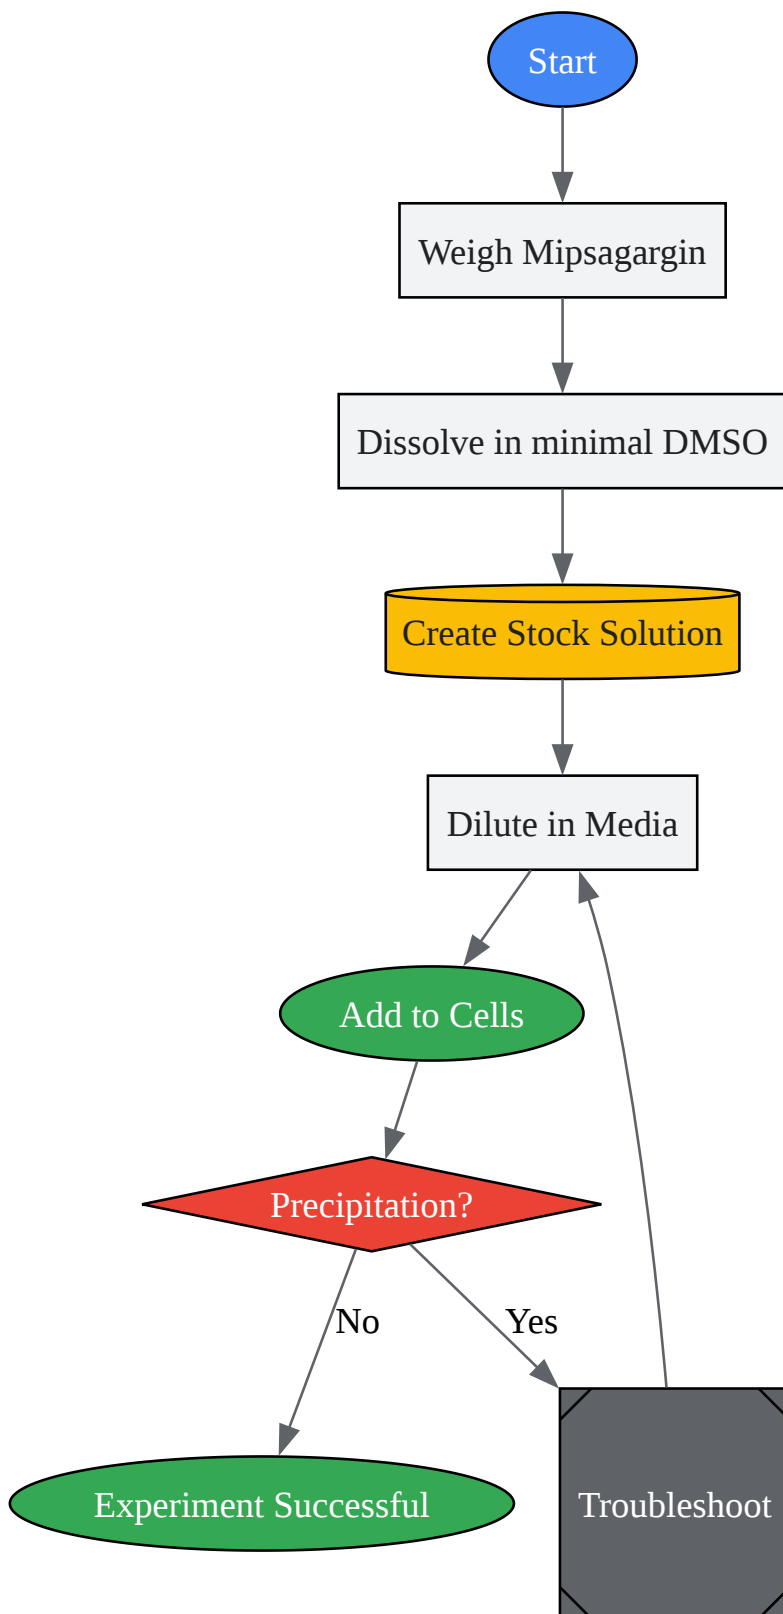 Start
Weigh Mipsagargin
Dissolve in minimal DMSO
Create Stock Solution
Dilute in Media
Add to Cells
Precipitation?
No
Yes
Experiment Successful
Troubleshoot